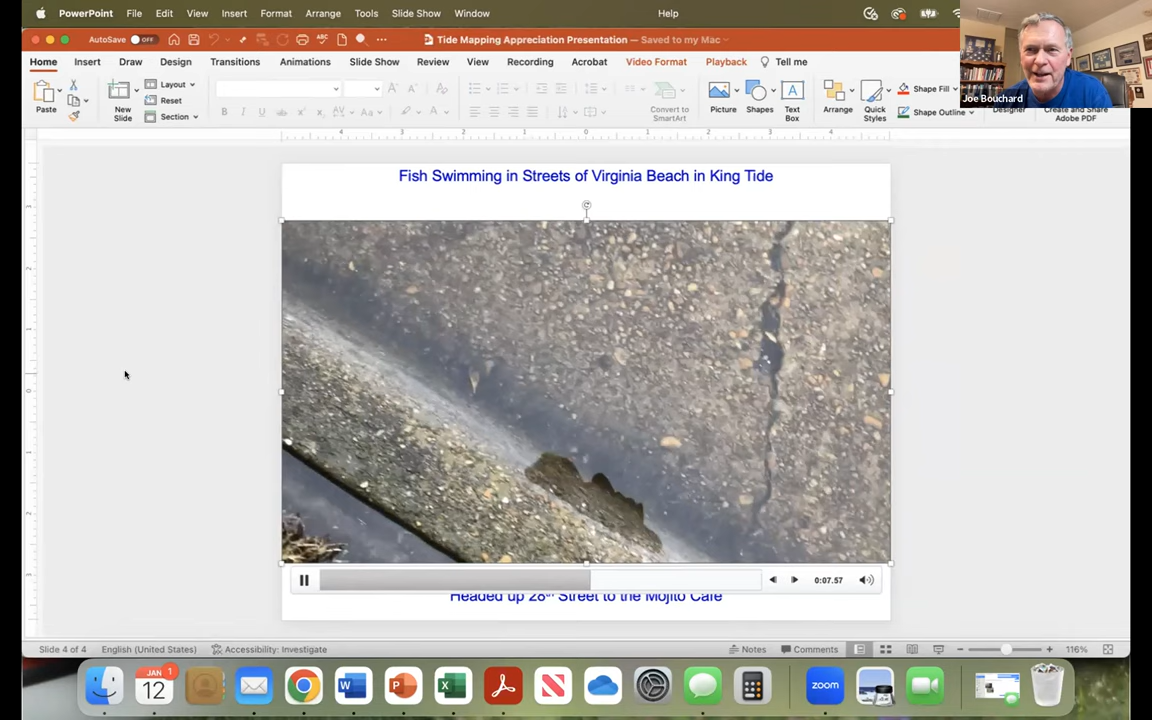 PowerPoint File Edit View Insert Format Arrange Tools Slide Show Window Help
AutoSave OFF Tide Mapping Appreciation Presentation — Saved to my Mac
Home Insert Draw Design Transitions Animations Slide Show Review View Recording Acrobat Video Format Playback Tell me
Joe Bouchard
Paste New Slide Layout Reset Section
Convert to SmartArt
Picture Shapes Text Box Arrange Quick Styles Shape Fill Shape Outline Designer Create and Share Adobe PDF
Fish Swimming in Streets of Virginia Beach in King Tide
0:07.57
Headed up 28th Street to the Mojito Cafe
Slide 4 of 4 English (United States) Accessibility: Investigate Notes Comments 116%
JAN 12 1
zoom